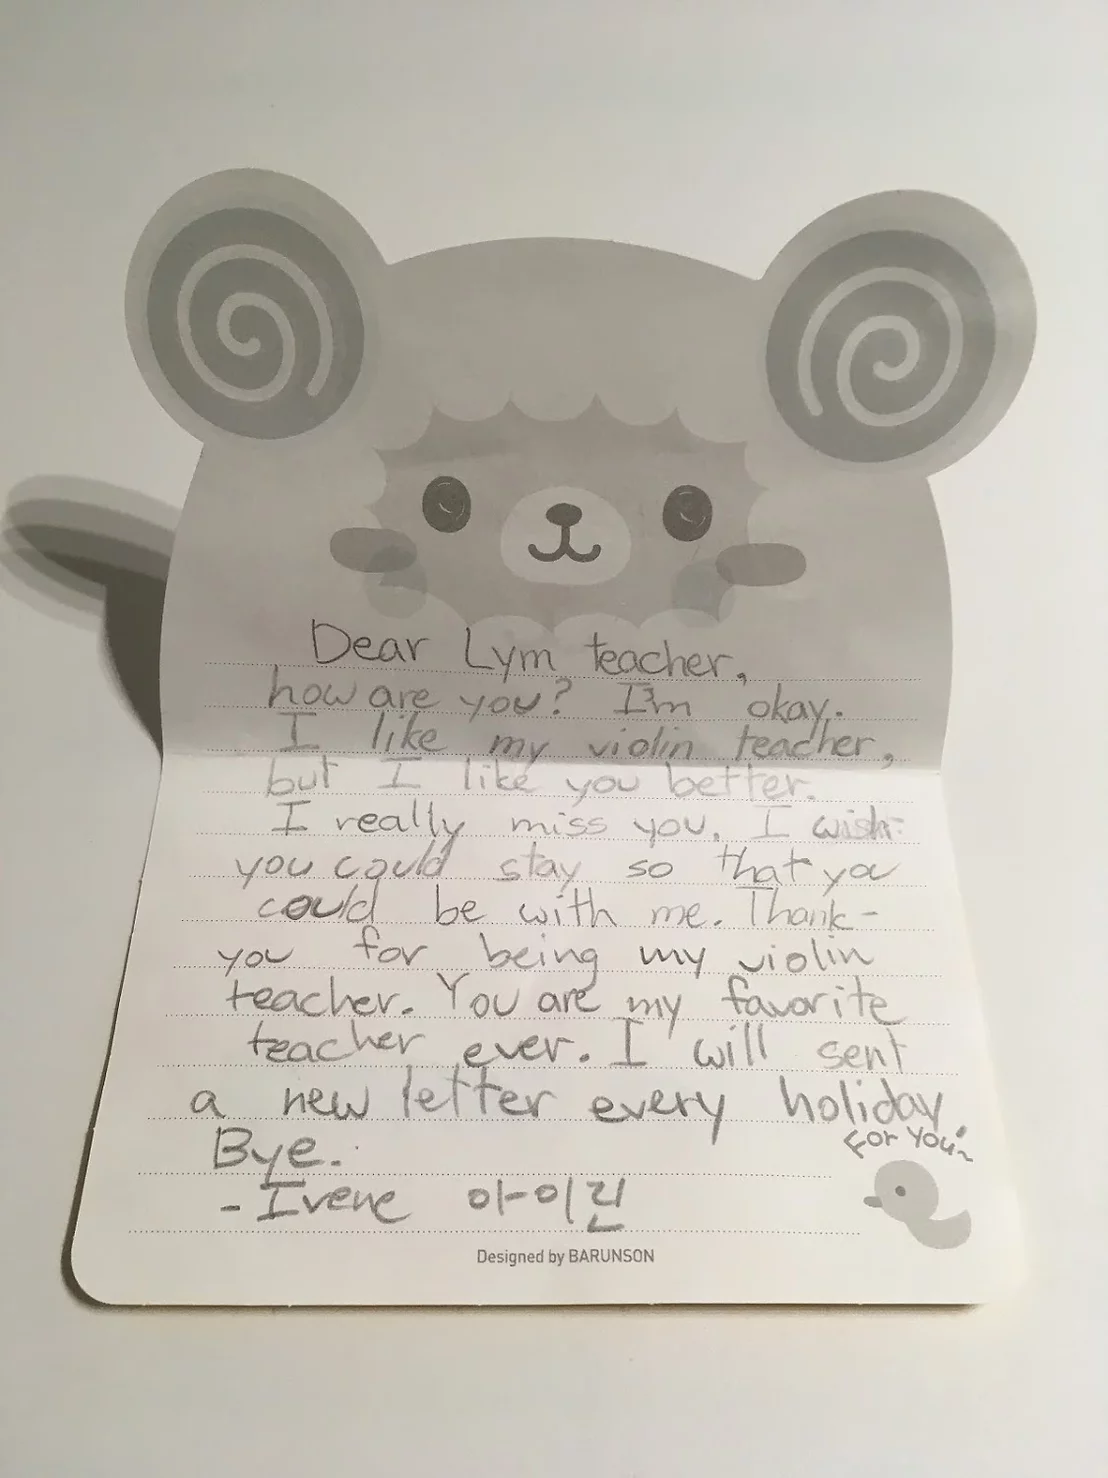 Dear Lym teacher,
how are you? I'm okay.
I like my violin teacher,
but I like you better.
I really miss you. I wish
you could stay so that you
could be with me. Thank-
you for being my violin
teacher. You are my favorite
teacher ever. I will sent
a new letter every holiday.
Bye.
- Irene 아이린
For You~
Designed by BARUNSON